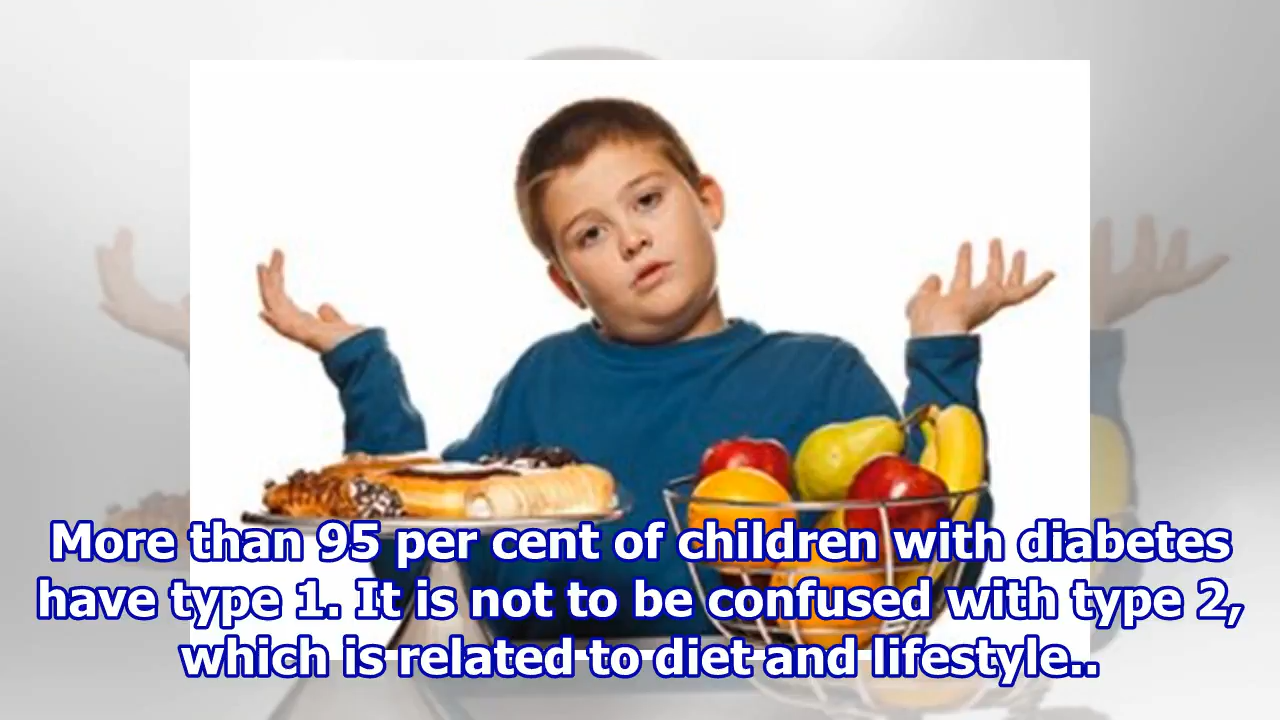 More than 95 per cent of children with diabetes
have type 1. It is not to be confused with type 2,
which is related to diet and lifestyle..